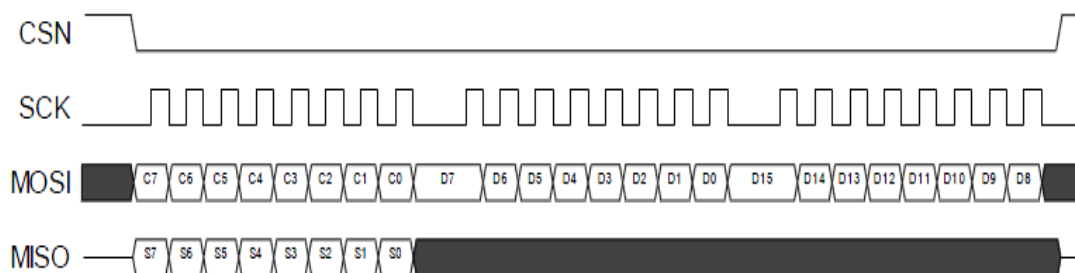 CSN
SCK
MOSI C7 C6 C5 C4 C3 C2 C1 C0 D7 D6 D5 D4 D3 D2 D1 D0 D15 D14 D13 D12 D11 D10 D9 D8
MISO S7 S6 S5 S4 S3 S2 S1 S0